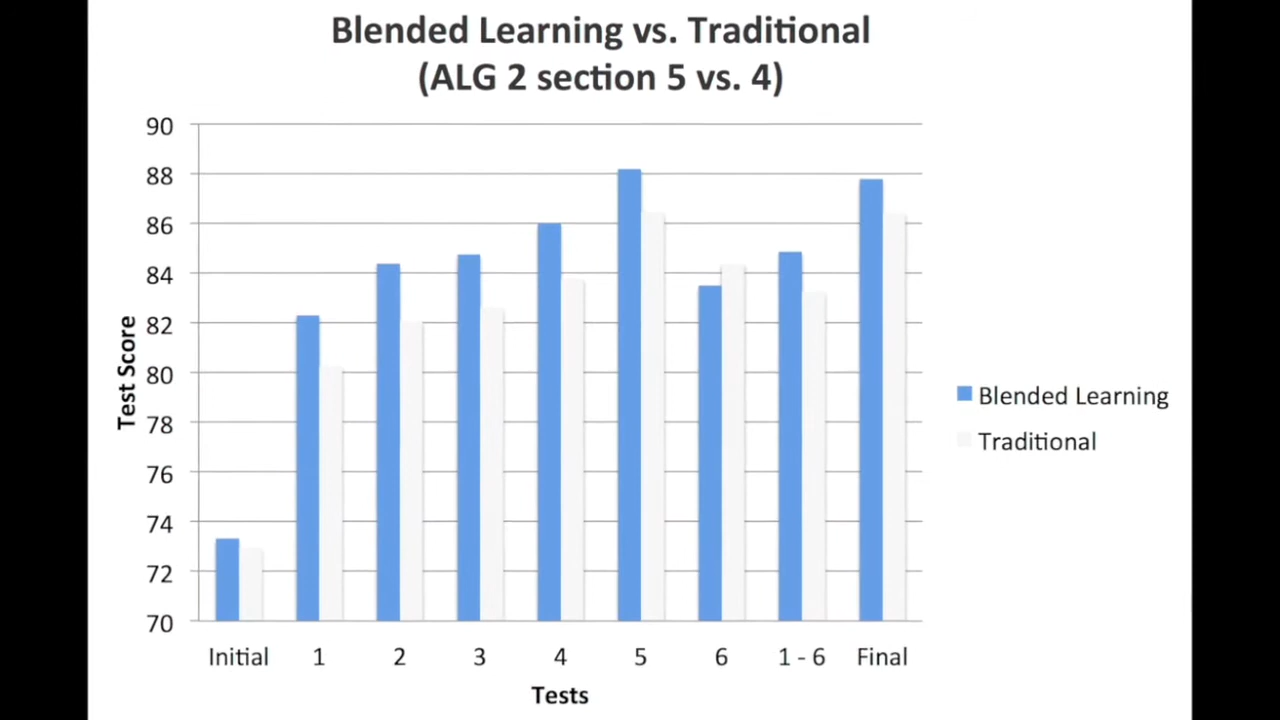 Blended Learning vs. Traditional
(ALG 2 section 5 vs. 4)
90
88
86
84
82
80
78
76
74
72
70
Test Score
Initial 1 2 3 4 5 6 1 - 6 Final
Tests
Blended Learning
Traditional